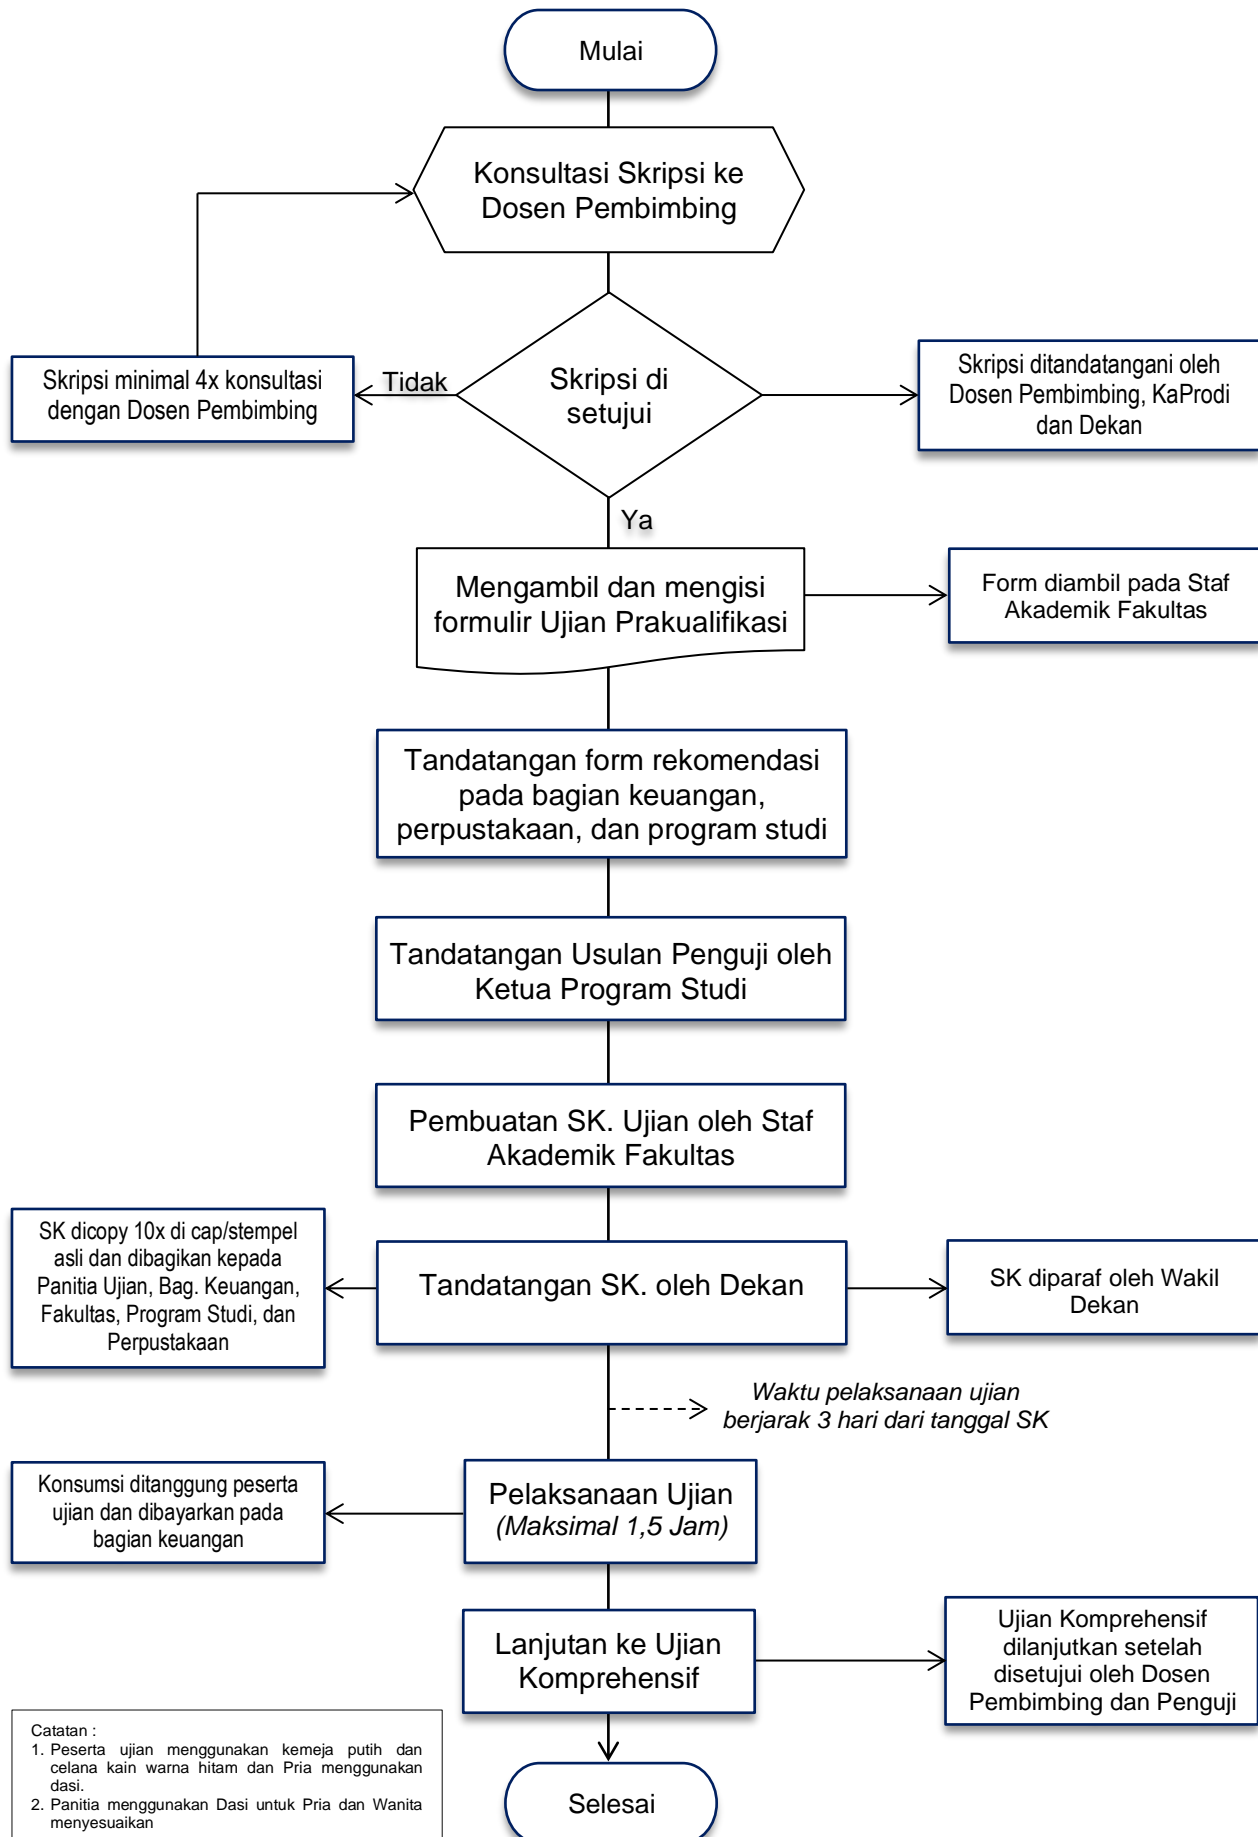 Mulai
Konsultasi Skripsi ke
Dosen Pembimbing
Skripsi minimal 4x konsultasi
dengan Dosen Pembimbing
Tidak
Skripsi di
setujui
Skripsi ditandatangani oleh
Dosen Pembimbing, KaProdi
dan Dekan
Ya
Mengambil dan mengisi
formulir Ujian Prakualifikasi
Form diambil pada Staf
Akademik Fakultas
Tandatangan form rekomendasi
pada bagian keuangan,
perpustakaan, dan program studi
Tandatangan Usulan Penguji oleh
Ketua Program Studi
Pembuatan SK. Ujian oleh Staf
Akademik Fakultas
SK dicopy 10x di cap/stempel
asli dan dibagikan kepada
Panitia Ujian, Bag. Keuangan,
Fakultas, Program Studi, dan
Perpustakaan
Tandatangan SK. oleh Dekan
SK diparaf oleh Wakil
Dekan
Waktu pelaksanaan ujian
berjarak 3 hari dari tanggal SK
Konsumsi ditanggung peserta
ujian dan dibayarkan pada
bagian keuangan
Pelaksanaan Ujian
(Maksimal 1,5 Jam)
Lanjutan ke Ujian
Komprehensif
Ujian Komprehensif
dilanjutkan setelah
disetujui oleh Dosen
Pembimbing dan Penguji
Catatan :
1. Peserta ujian menggunakan kemeja putih dan
celana kain warna hitam dan Pria menggunakan
dasi.
2. Panitia menggunakan Dasi untuk Pria dan Wanita
menyesuaikan
Selesai